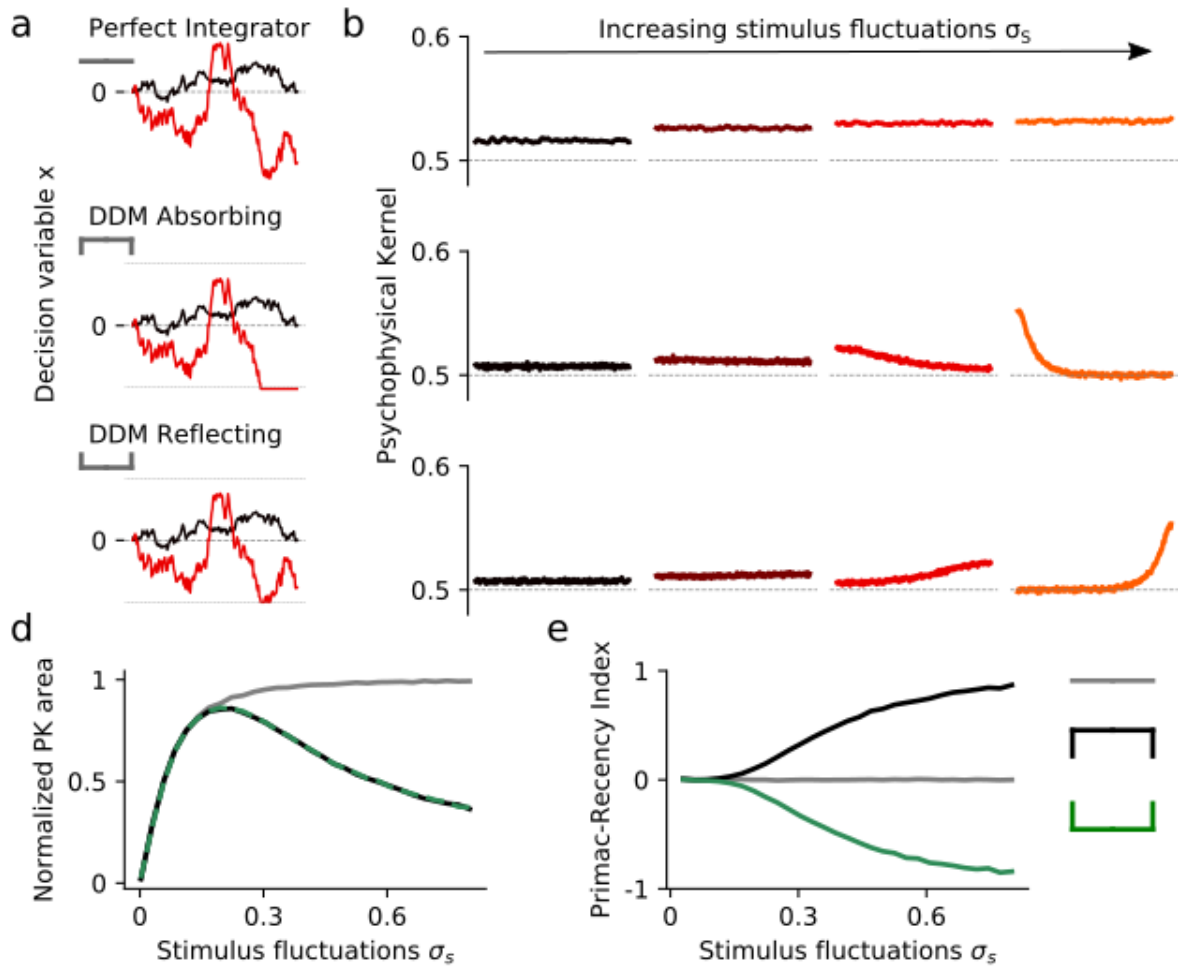 a
Perfect Integrator
0
DDM Absorbing
0
DDM Reflecting
0
Decision variable x
b
Increasing stimulus fluctuations σS
0.6
0.5
0.6
0.5
0.6
0.5
Psychophysical Kernel
d
1
0.5
0
0
0.3
0.6
Normalized PK area
Stimulus fluctuations σs
e
1
0
-1
0
0.3
0.6
Primac-Recency Index
Stimulus fluctuations σs